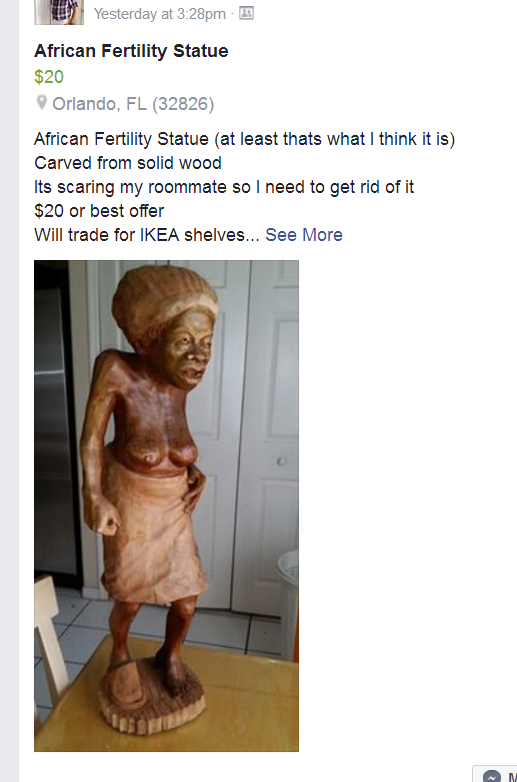 Yesterday at 3:28pm ·
African Fertility Statue
$20
Orlando, FL (32826)
African Fertility Statue (at least thats what I think it is)
Carved from solid wood
Its scaring my roommate so I need to get rid of it
$20 or best offer
Will trade for IKEA shelves... See More